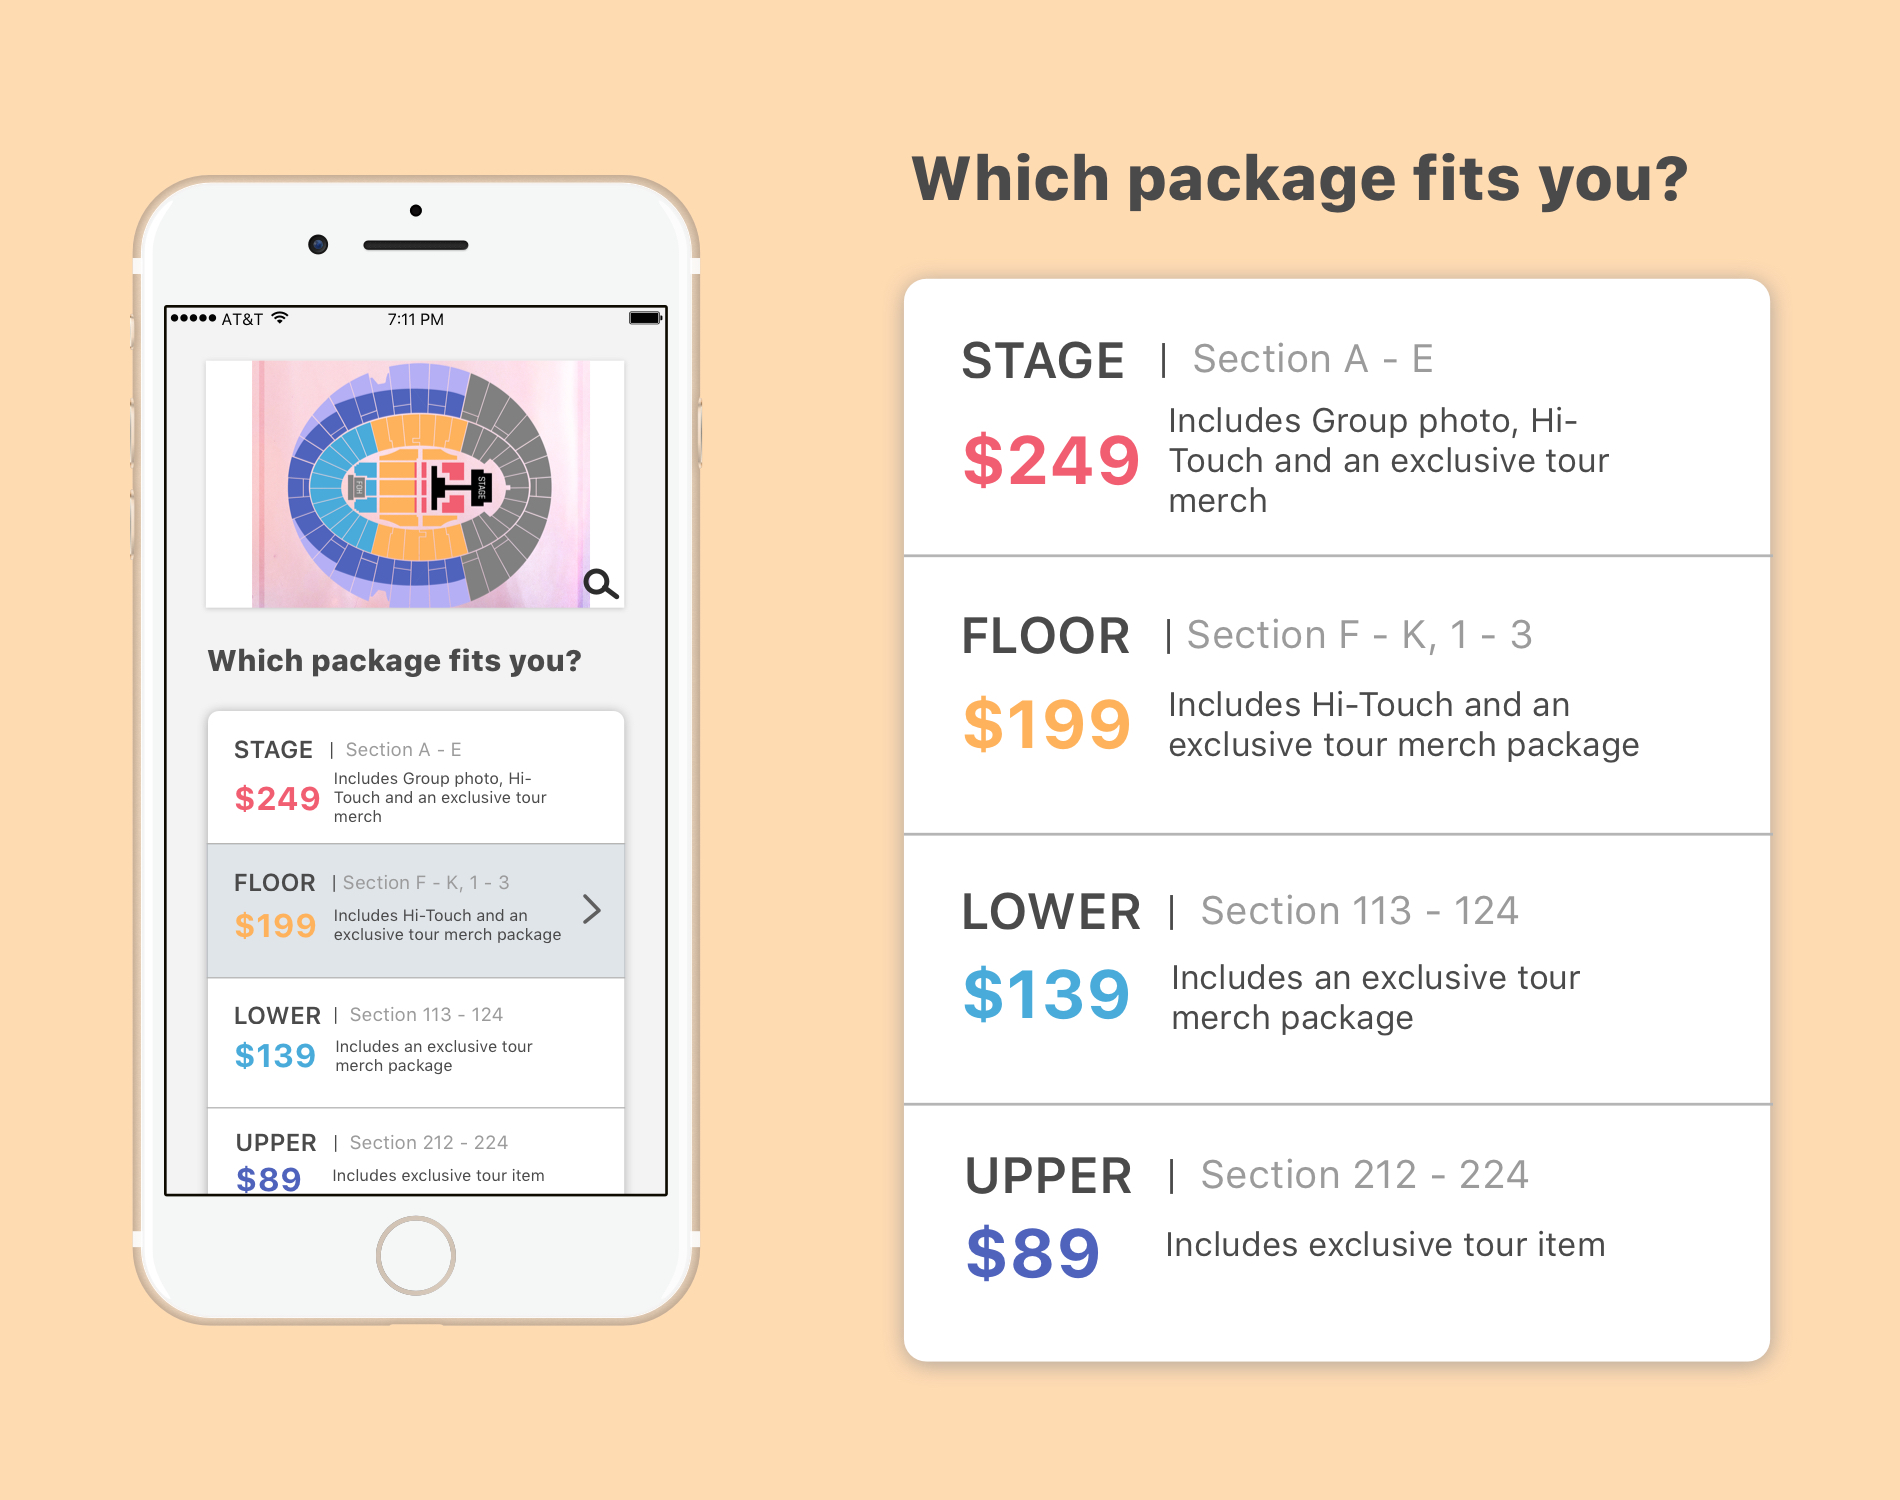 AT&T 7:11 PM
FOH
STAGE
Which package fits you?
STAGE | Section A - E
$249
Includes Group photo, Hi-
Touch and an exclusive tour
merch
FLOOR | Section F - K, 1 - 3
$199
Includes Hi-Touch and an
exclusive tour merch package
LOWER | Section 113 - 124
$139
Includes an exclusive tour
merch package
UPPER | Section 212 - 224
$89
Includes exclusive tour item
Which package fits you?
STAGE | Section A - E
$249
Includes Group photo, Hi-
Touch and an exclusive tour
merch
FLOOR | Section F - K, 1 - 3
$199
Includes Hi-Touch and an
exclusive tour merch package
LOWER | Section 113 - 124
$139
Includes an exclusive tour
merch package
UPPER | Section 212 - 224
$89
Includes exclusive tour item